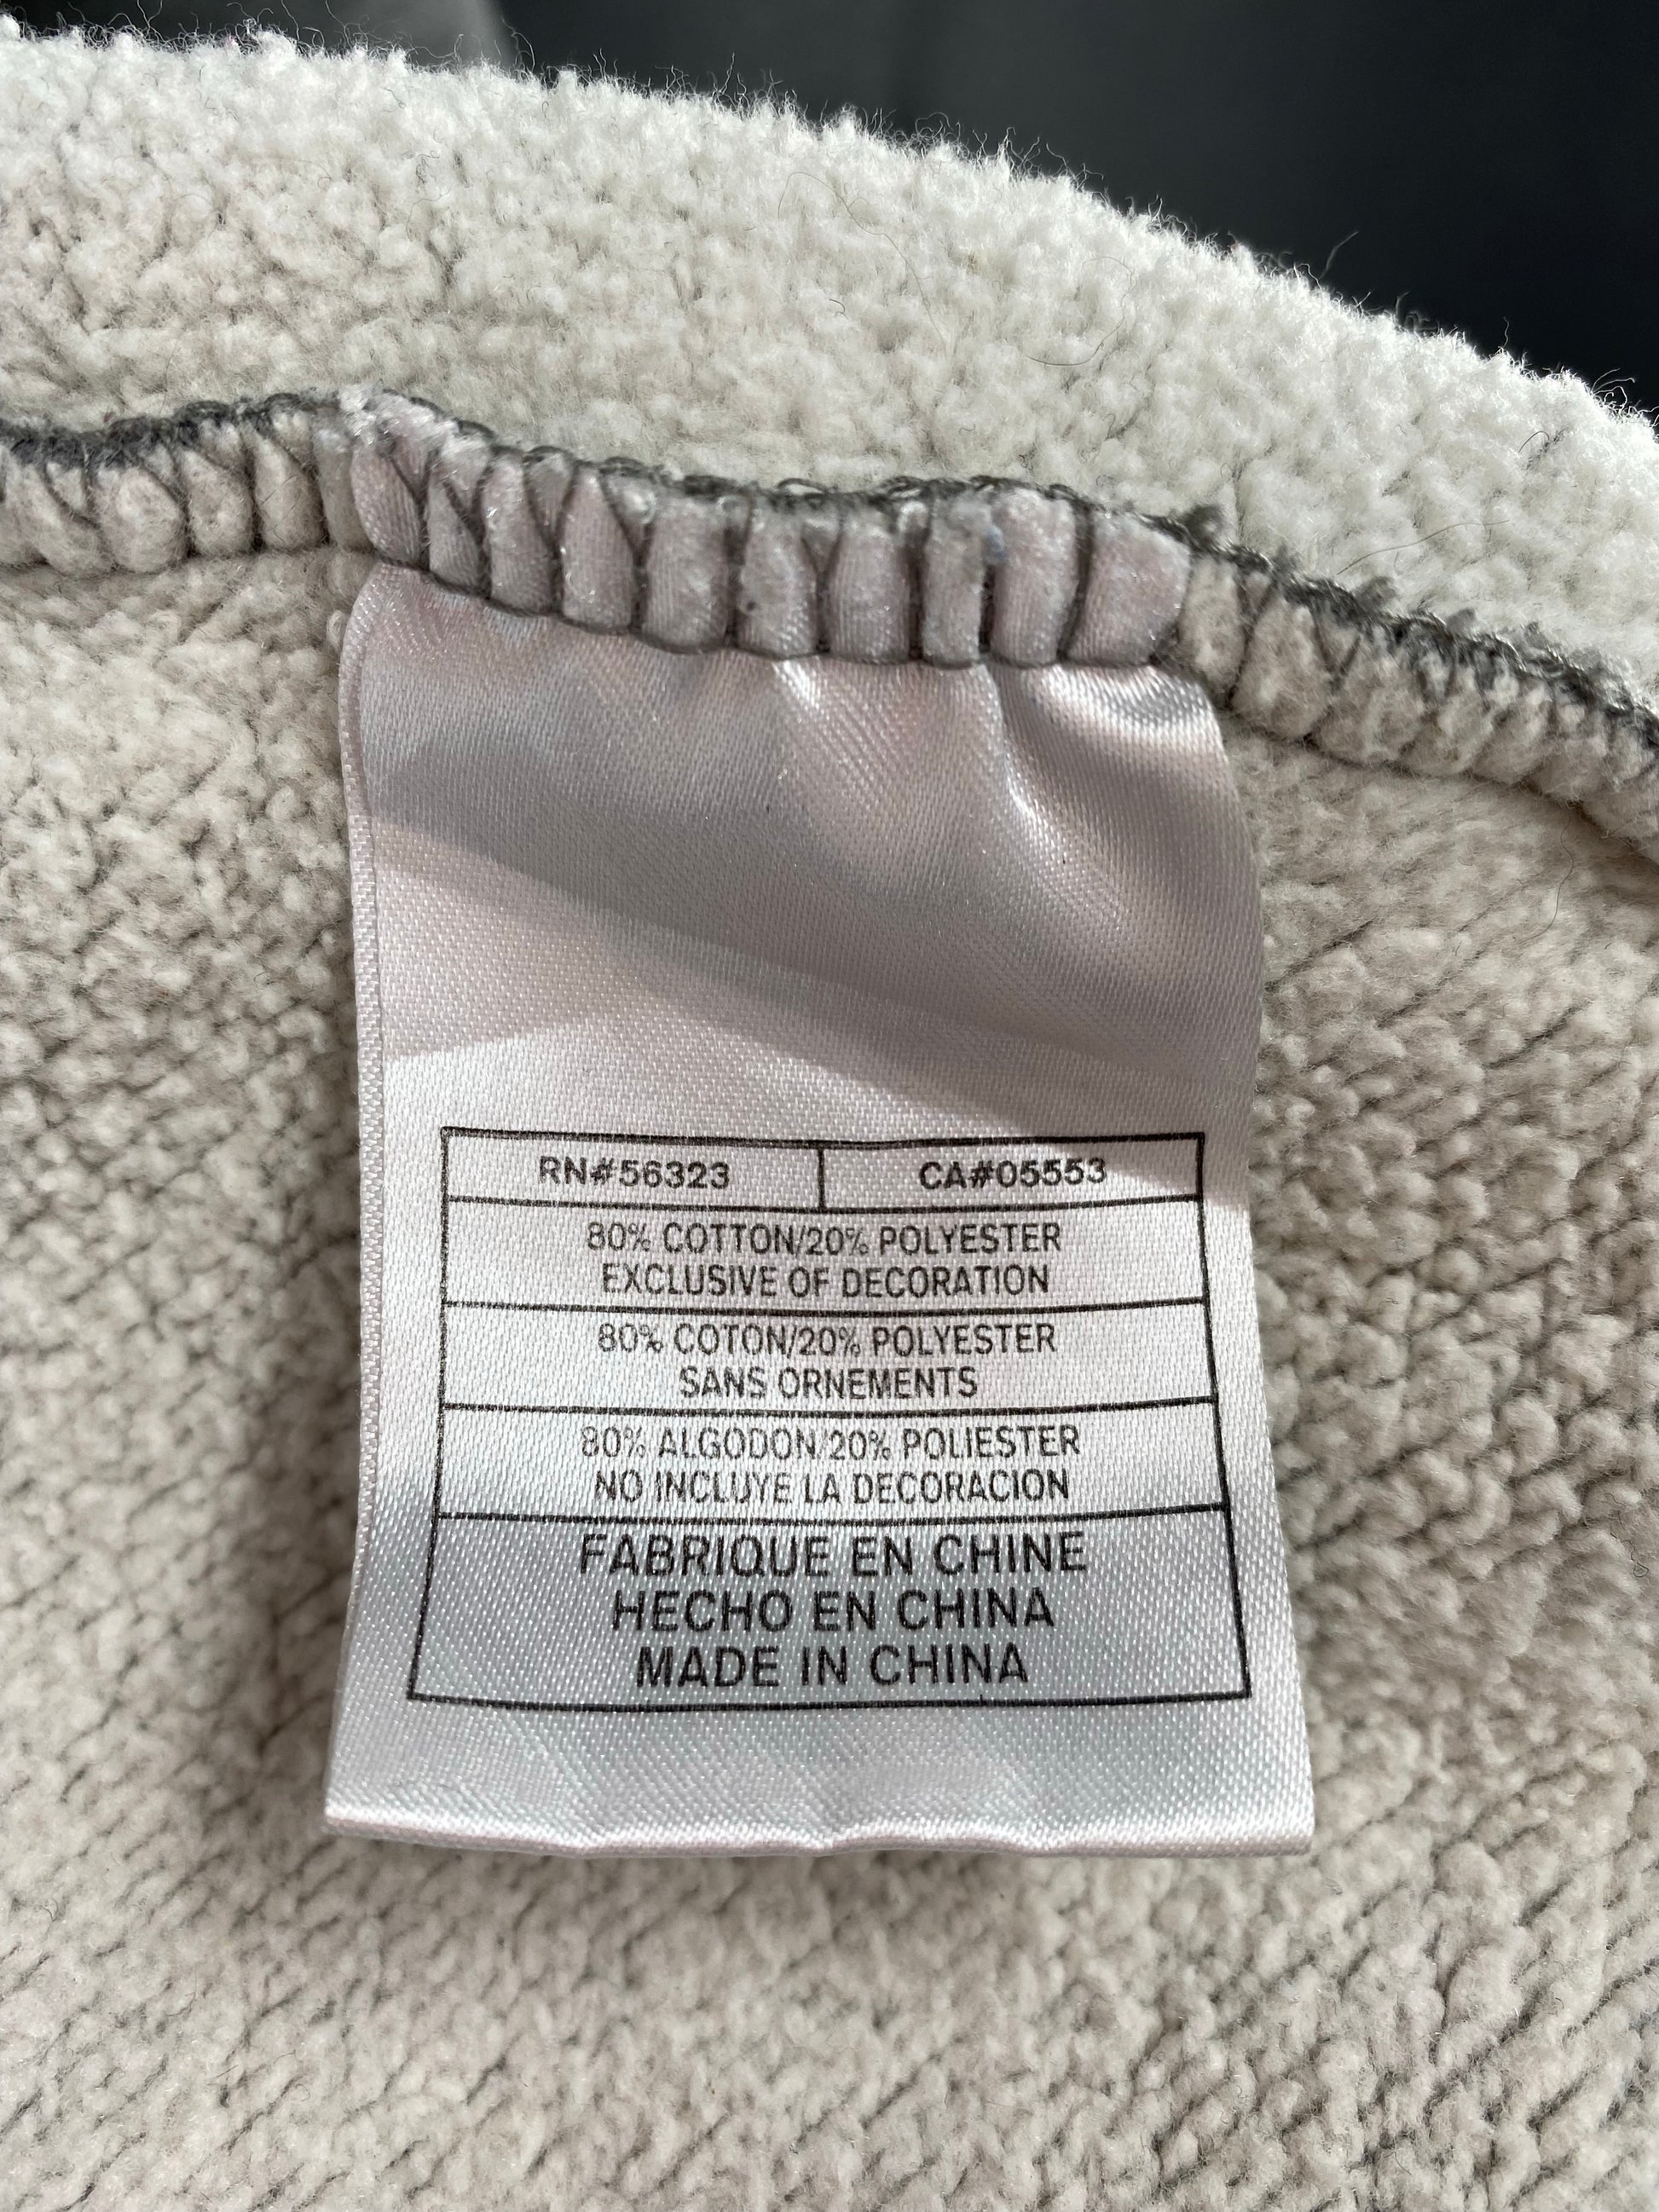 RN#56323 CA#05553
80% COTTON/20% POLYESTER
EXCLUSIVE OF DECORATION
80% COTON/20% POLYESTER
SANS ORNEMENTS
80% ALGODON/20% POLIESTER
NO INCLUYE LA DECORACION
FABRIQUE EN CHINE
HECHO EN CHINA
MADE IN CHINA